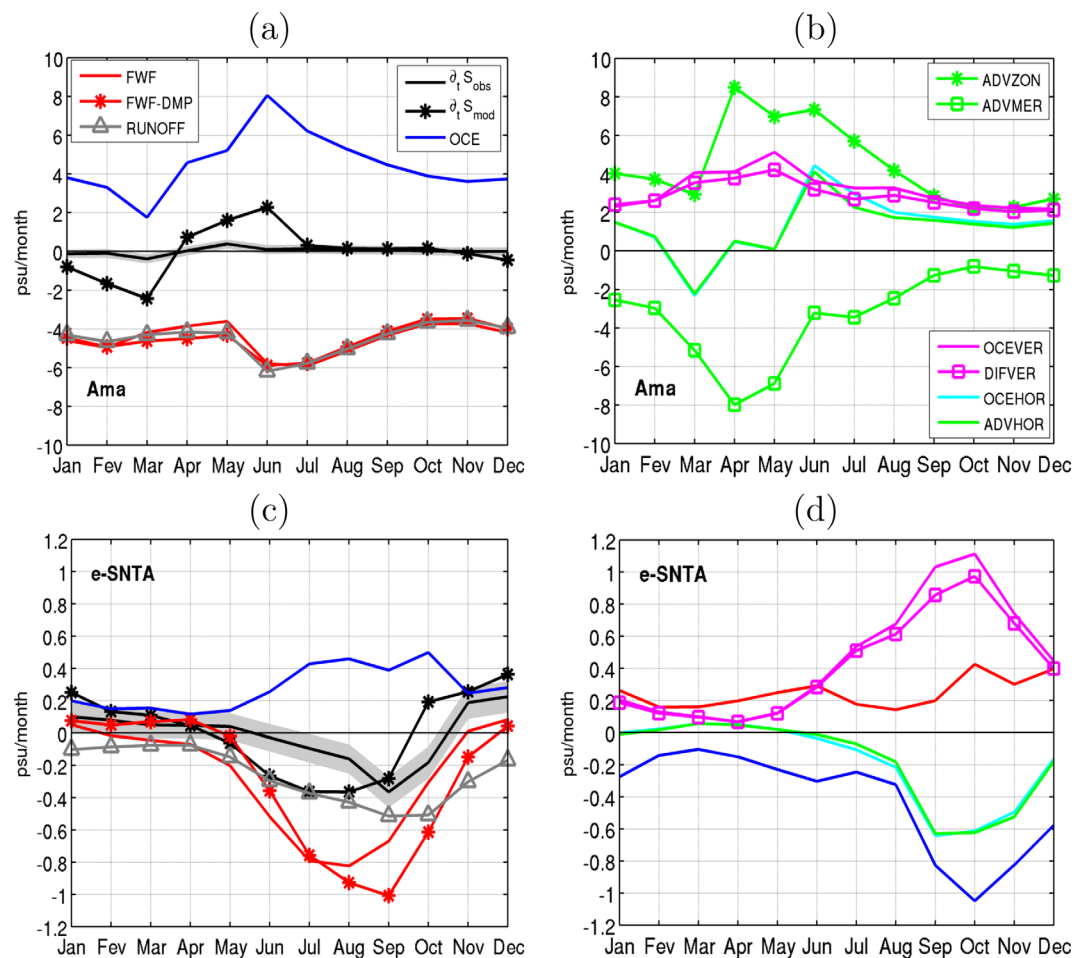 (a)
10
8
6
4
2
0
-2
-4
-6
-8
10
psu/month
FWF
FWF-DMP
RUNOFF
∂t Sobs
∂t Smod
OCE
Ama
Jan Fev Mar Apr May Jun Jul Aug Sep Oct Nov Dec
(b)
10
8
6
4
2
0
-2
-4
-6
-8
-10
psu/month
ADVZON
ADVMER
OCEVER
DIFVER
OCEHOR
ADVHOR
Ama
Jan Fev Mar Apr May Jun Jul Aug Sep Oct Nov Dec
(c)
1.2
1
0.8
0.6
0.4
0.2
0
-0.2
-0.4
-0.6
-0.8
-1
-1.2
psu/month
e-SNTA
Jan Fev Mar Apr May Jun Jul Aug Sep Oct Nov Dec
(d)
1.2
1
0.8
0.6
0.4
0.2
0
-0.2
-0.4
-0.6
-0.8
-1
-1.2
psu/month
e-SNTA
Jan Fev Mar Apr May Jun Jul Aug Sep Oct Nov Dec